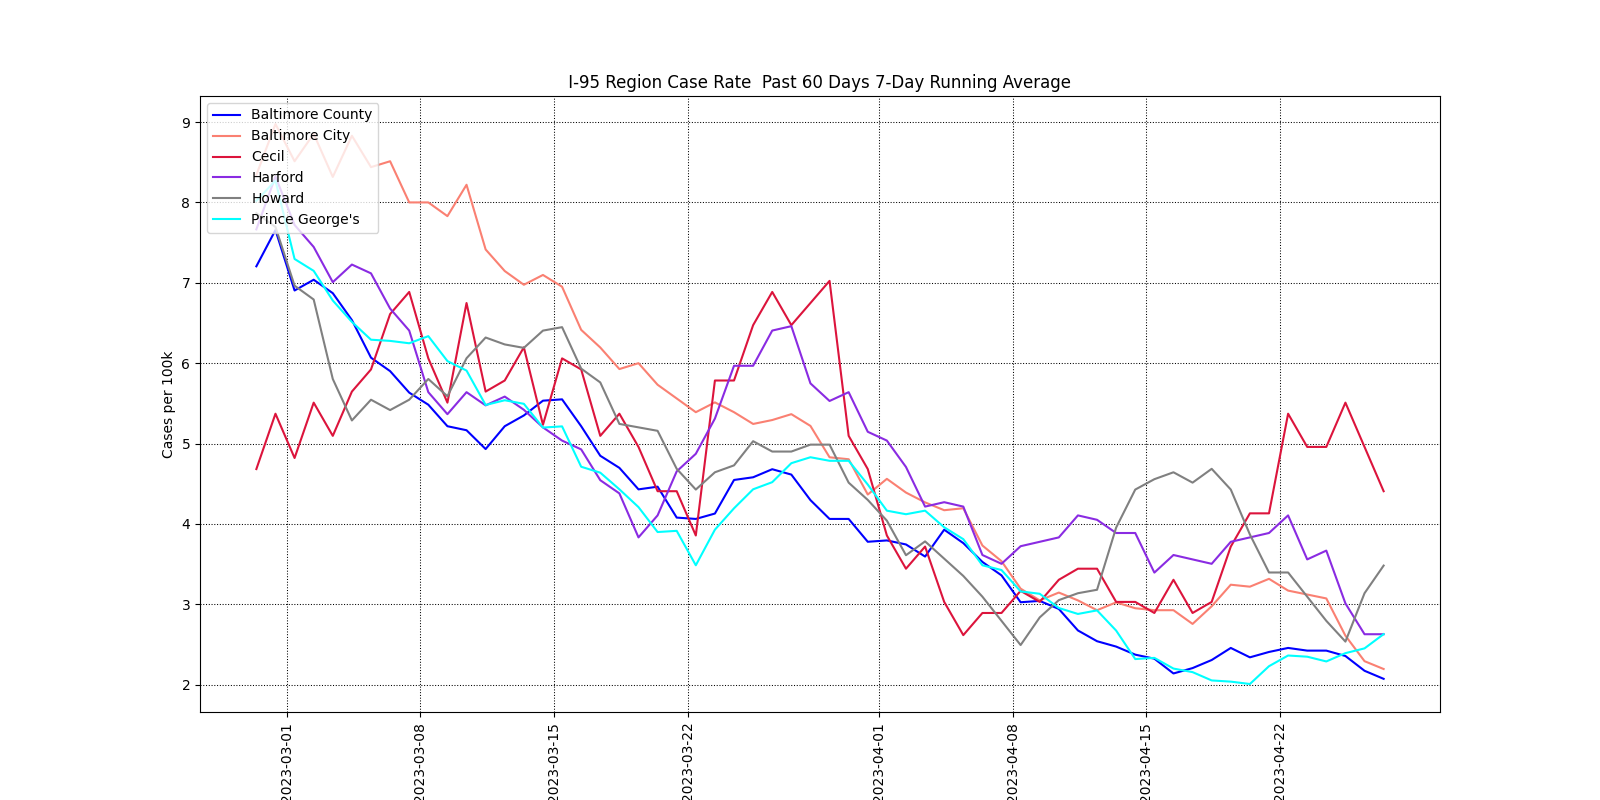 I-95 Region Case Rate  Past 60 Days 7-Day Running Average
Baltimore County
Baltimore City
Cecil
Harford
Howard
Prince George's
Cases per 100k
9
8
7
6
5
4
3
2
2023-03-01
2023-03-08
2023-03-15
2023-03-22
2023-04-01
2023-04-08
2023-04-15
2023-04-22